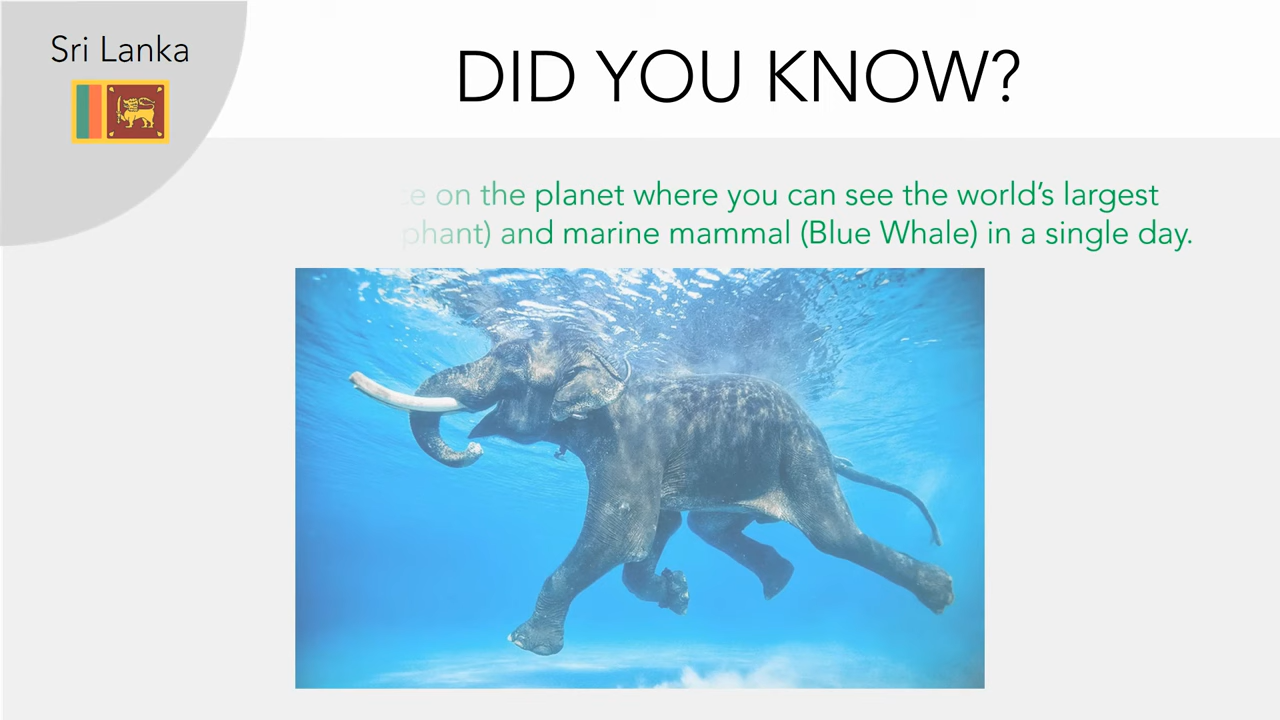 Sri Lanka
DID YOU KNOW?
on the planet where you can see the world’s largest
and marine mammal (Blue Whale) in a single day.